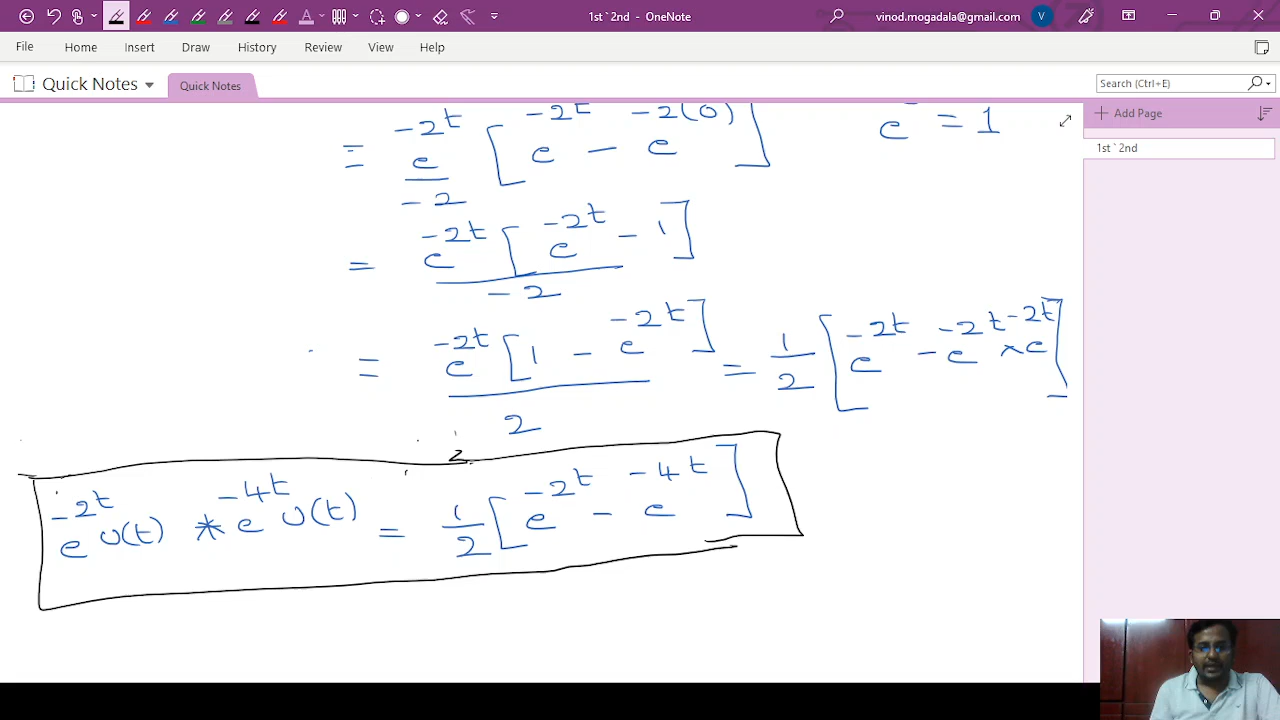 1st`2nd - OneNote
vinod.mogadala@gmail.com V
File Home Insert Draw History Review View Help
Quick Notes Quick Notes
Search (Ctrl+E)
Add Page
1st`2nd
= e^{-2t}/-2 [e^{-2t} - e^{-2(0)}] e = 1
= e^{-2t}[e^{-2t} - 1]/-2
= e^{-2t}[1 - e^{-2t}]/2 = 1/2 [e^{-2t} - e^{-2t} × e^{-2t}]
e^{-2t} u(t) * e^{-4t} u(t) = 1/2 [e^{-2t} - e^{-4t}]